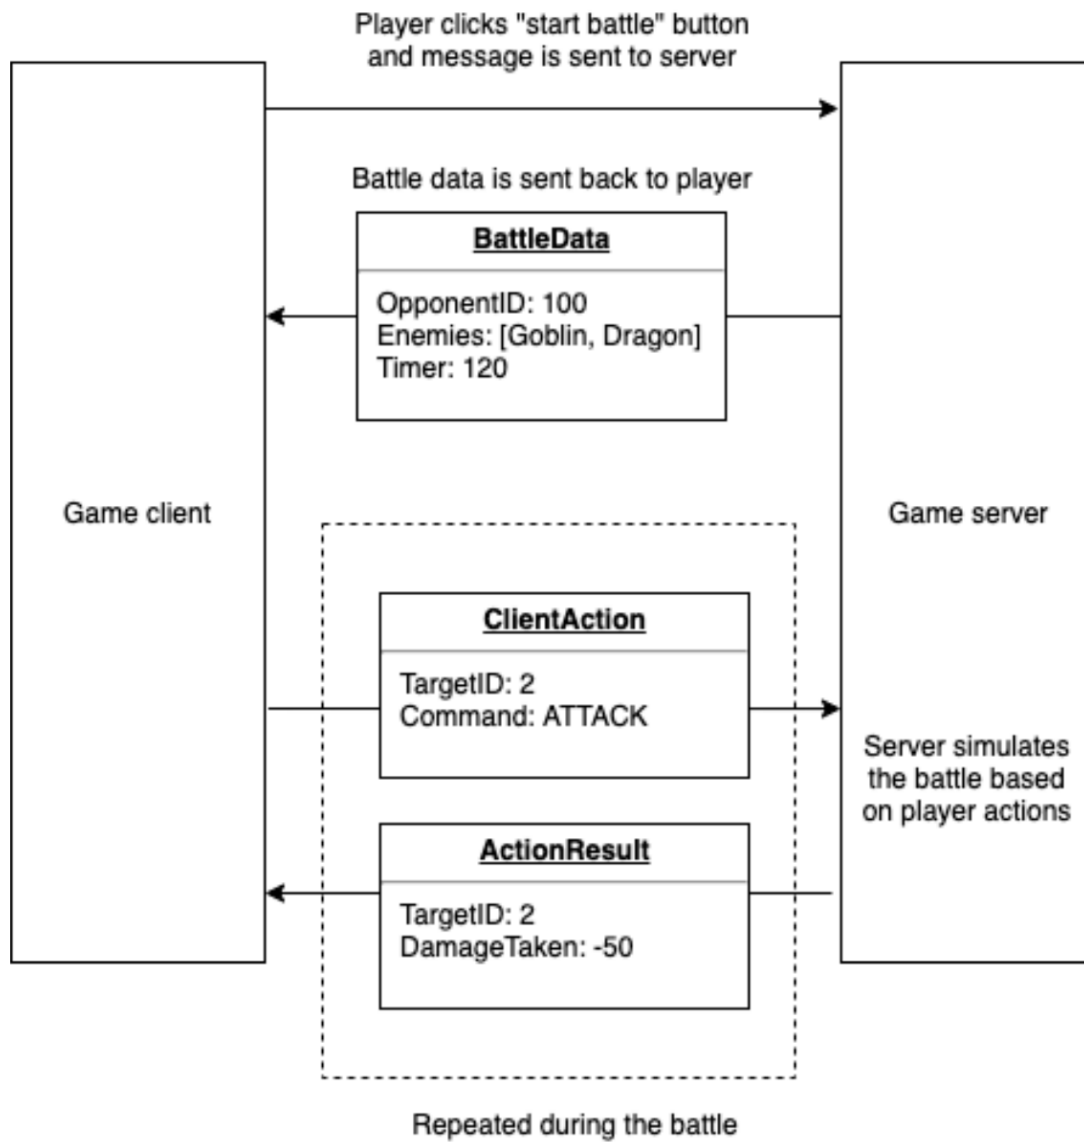 Player clicks "start battle" button
and message is sent to server
Battle data is sent back to player
BattleData
OpponentID: 100
Enemies: [Goblin, Dragon]
Timer: 120
Game client
Game server
ClientAction
TargetID: 2
Command: ATTACK
Server simulates
the battle based
on player actions
ActionResult
TargetID: 2
DamageTaken: -50
Repeated during the battle